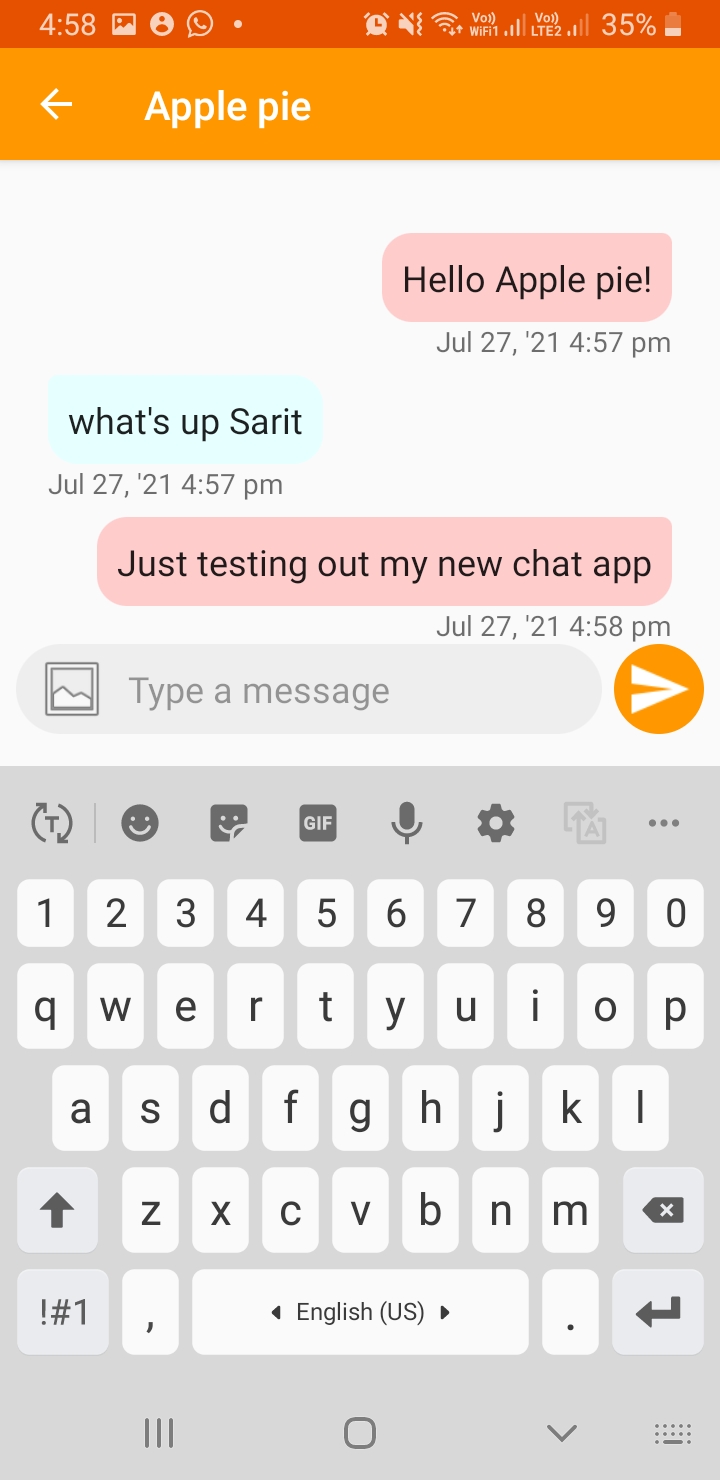 4:58 Vo)) WiFi1 Vo)) LTE2 35%
Apple pie
Hello Apple pie!
Jul 27, '21 4:57 pm
what's up Sarit
Jul 27, '21 4:57 pm
Just testing out my new chat app
Jul 27, '21 4:58 pm
Type a message
T GIF A
1 2 3 4 5 6 7 8 9 0
q w e r t y u i o p
a s d f g h j k l
z x c v b n m
!#1 , English (US) .